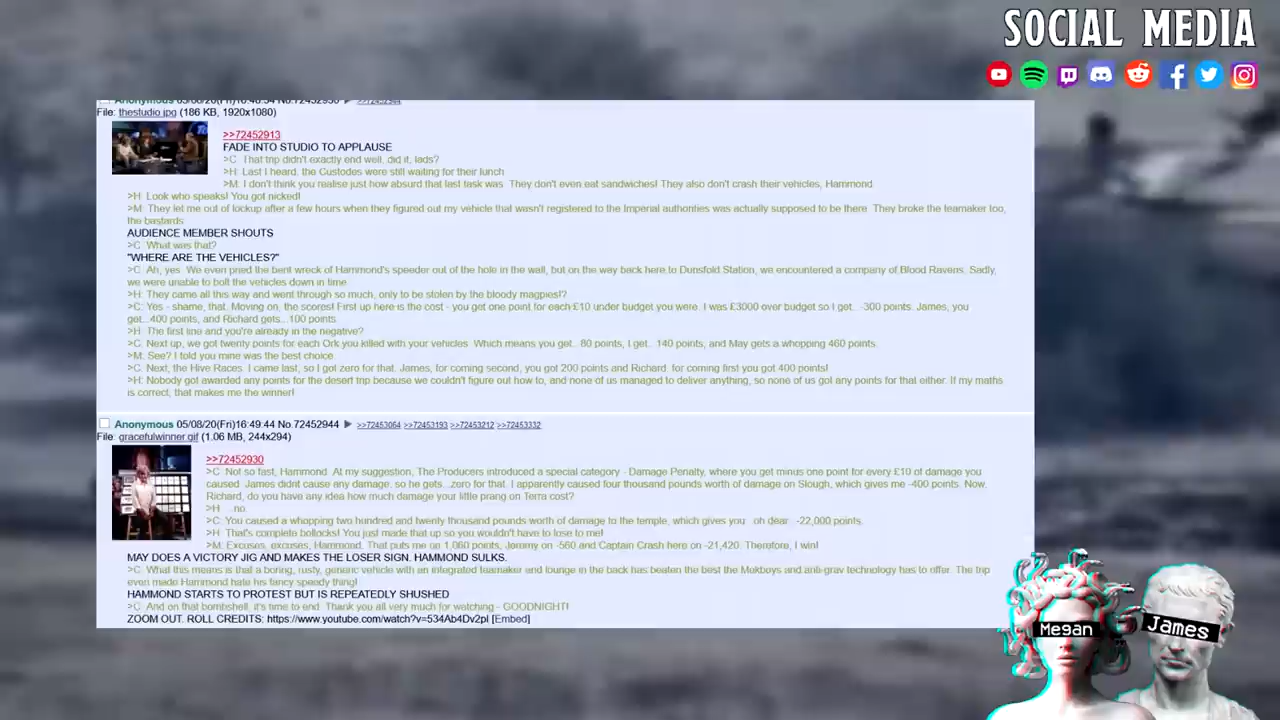 SOCIAL MEDIA
Anonymous 05/08/20(Fri)16:48:54 No.72452930 ▶ >>72452944
File: thestudio.jpg (186 KB, 1920x1080)
>>72452913
FADE INTO STUDIO TO APPLAUSE
>C: That trip didn't exactly end well, did it, lads?
>H: Last I heard, the Custodes were still waiting for their lunch
>M: I don't think you realise just how absurd that last task was. They don't even eat sandwiches! They also don't crash their vehicles, Hammond
>H: Look who speaks! You got nicked!
>M: They let me out of lockup after a few hours when they figured out my vehicle that wasn't registered to the Imperial authorities was actually supposed to be there. They broke the teamaker too,
the bastards.
AUDIENCE MEMBER SHOUTS
>C: What was that?
"WHERE ARE THE VEHICLES?"
>C: Ah, yes. We even pried the bent wreck of Hammond's speeder out of the hole in the wall, but on the way back here to Dunsfold Station, we encountered a company of Blood Ravens. Sadly,
we were unable to bolt the vehicles down in time.
>H: They came all this way and went through so much, only to be stolen by the bloody magpies!?
>C: Yes - shame, that. Moving on, the scores! First up here is the cost - you get one point for each £10 under budget you were. I was £3000 over budget so I get.. -300 points. James, you
get...400 points, and Richard gets.. 100 points.
>H: The first line and you're already in the negative?
>C: Next up, we got twenty points for each Ork you killed with your vehicles. Which means you get.. 80 points, I get.. 140 points, and May gets a whopping 460 points.
>M: See? I told you mine was the best choice.
>C: Next, the Hive Races. I came last, so I got zero for that. James, for coming second, you got 200 points and Richard, for coming first you got 400 points!
>H: Nobody got awarded any points for the desert trip because we couldn't figure out how to, and none of us managed to deliver anything, so none of us got any points for that either. If my maths
is correct, that makes me the winner!
Anonymous 05/08/20(Fri)16:49:44 No.72452944 ▶ >>72453064 >>72453193 >>72453212 >>72453332
File: gracefulwinner.gif (1.06 MB, 244x294)
>>72452930
>C: Not so fast, Hammond. At my suggestion, The Producers introduced a special category - Damage Penalty, where you get minus one point for every £10 of damage you
caused. James didnt cause any damage, so he gets...zero for that. I apparently caused four thousand pounds worth of damage on Slough, which gives me -400 points. Now,
Richard, do you have any idea how much damage your little prang on Terra cost?
>H: ...no.
>C: You caused a whopping two hundred and twenty thousand pounds worth of damage to the temple, which gives you...oh dear.. -22,000 points.
>H: That's complete bollocks! You just made that up so you wouldn't have to lose to me!
>M: Excuses, excuses, Hammond. That puts me on 1,060 points, Jeremy on -560 and Captain Crash here on -21,420. Therefore, I win!
MAY DOES A VICTORY JIG AND MAKES THE LOSER SIGN. HAMMOND SULKS.
>C: What this means is that a boring, rusty, generic vehicle with an integrated teamaker and lounge in the back has beaten the best the Mekboys and anti-grav technology has to offer. The trip
even made Hammond hate his fancy speedy thing!
HAMMOND STARTS TO PROTEST BUT IS REPEATEDLY SHUSHED
>C: And on that bombshell, it's time to end. Thank you all very much for watching - GOODNIGHT!
ZOOM OUT. ROLL CREDITS: https://www.youtube.com/watch?v=534Ab4Dv2pI [Embed]
Megan
James